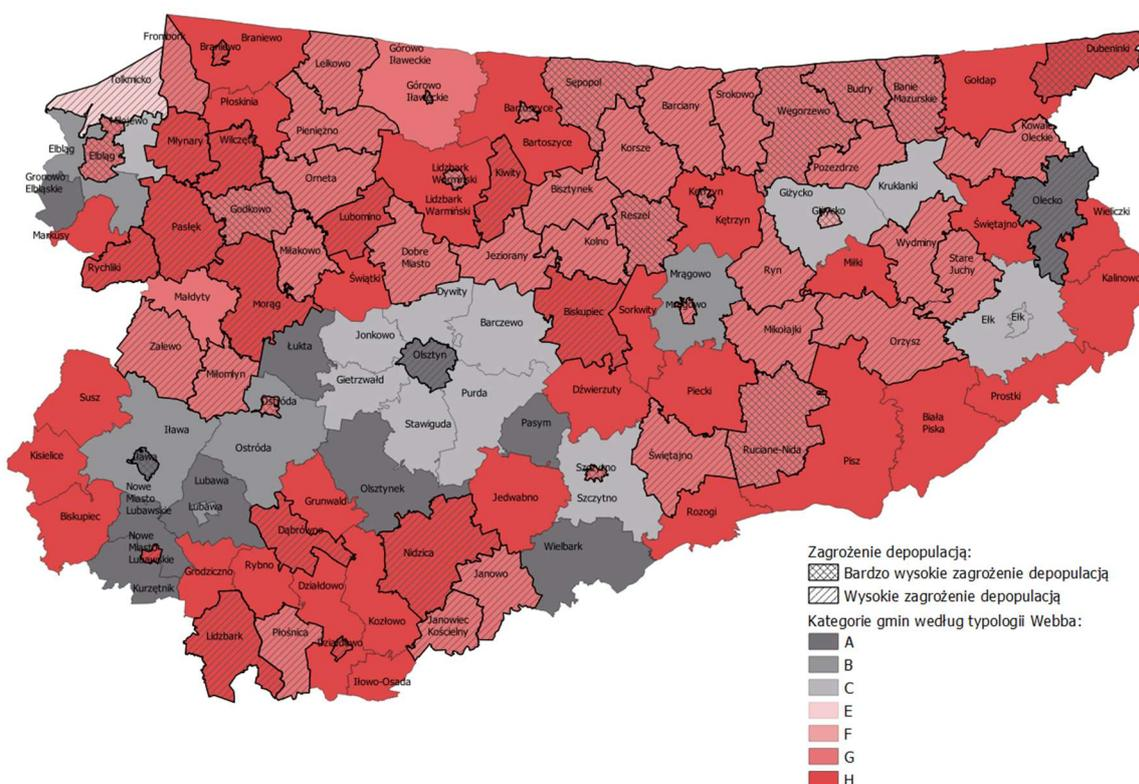 Frombork
Braniewo
Braniewo
Górowo
Iławeckie
Lelkowo
Dubeninki
Tolkmicko
Górowo
Iławeckie
Sępopol
Budry
Banie
Mazurskie
Gołdap
Płoskinia
Bartoszyce
Barciany
Srokowo
Węgorzewo
Milejewo
Pieniężno
Kowale
Oleckie
Młynary
Wilczęta
Bartoszyce
Korsze
Elbląg
Elbląg
Pozezdrze
Lidzbark
Warmiński
Kiwity
Gronowo
Elbląskie
Orneta
Bisztynek
Kętrzyn
Giżycko
Kruklanki
Lidzbark
Warmiński
Olecko
Godkowo
Lubomino
Reszel
Kętrzyn
Giżycko
Wieliczki
Pasłęk
Świętajno
Markusy
Kolno
Wydminy
Miłakowo
Dobre
Miasto
Jeziorany
Stare
Juchy
Rychliki
Ryn
Miłki
Mrągowo
Świątki
Kalinowo
Małdyty
Dywity
Morąg
Mrągowo
Biskupiec
Sorkwity
Barczewo
Ełk
Ełk
Mikołajki
Jonkowo
Orzysz
Zalewo
Łukta
Olsztyn
Miłomłyn
Gietrzwałd
Purda
Dźwierzuty
Piecki
Susz
Prostki
Ostróda
Biała
Piska
Stawiguda
Pasym
Iława
Ostróda
Ruciane-Nida
Kisielice
Iława
Świętajno
Pisz
Szczytno
Lubawa
Nowe
Miasto
Lubawskie
Olsztynek
Szczytno
Jedwabno
Grunwald
Lubawa
Biskupiec
Rozogi
Dąbrówno
Nowe
Miasto
Lubawskie
Wielbark
Nidzica
Rybno
Grodziczno
Janowo
Kurzętnik
Działdowo
Kozłowo
Janowiec
Kościelny
Lidzbark
Płośnica
Działdowo
Iłowo-Osada
Zagrożenie depopulacją:
Bardzo wysokie zagrożenie depopulacją
Wysokie zagrożenie depopulacją
Kategorie gmin według typologii Webba:
A
B
C
E
F
G
H